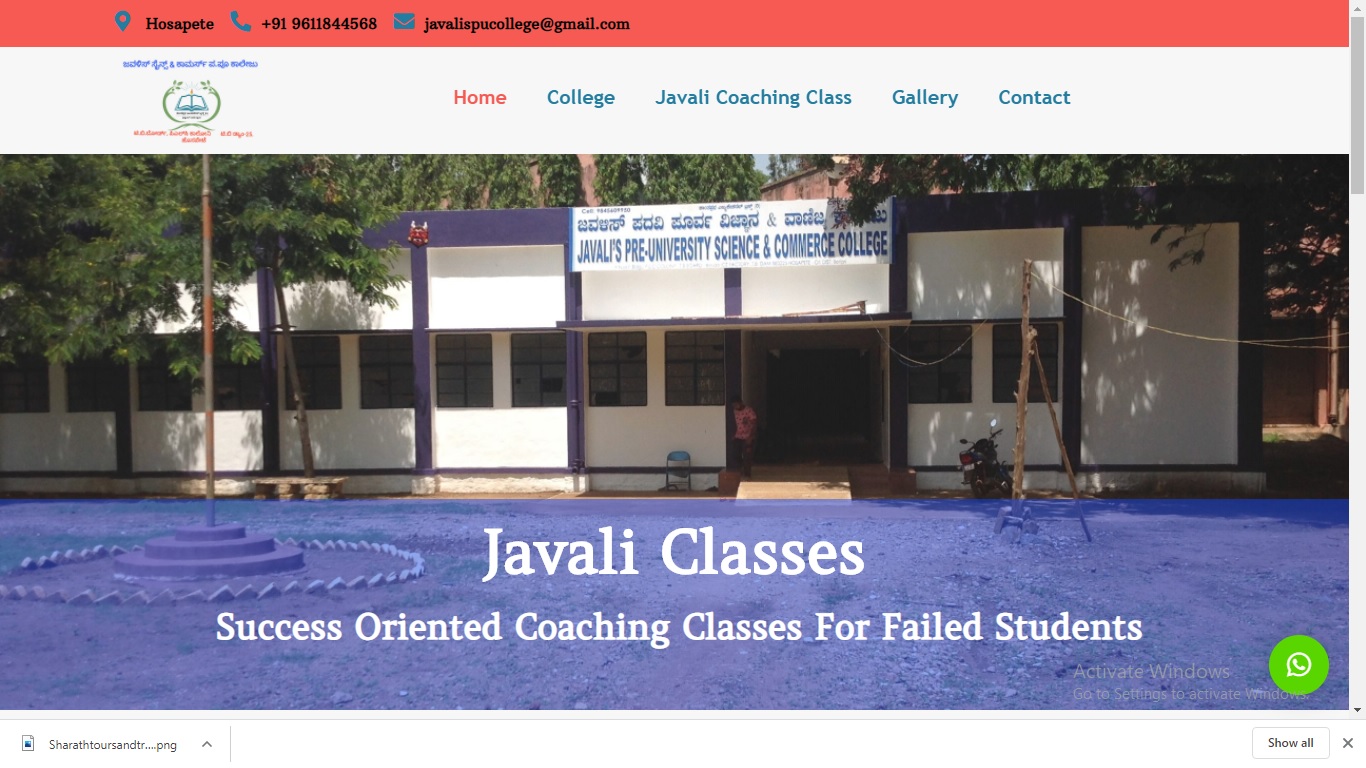 Hosapete +91 9611844568 javalispucollege@gmail.com
ಜವಳಿಸ್ ಸೈನ್ಸ್ & ಕಾಮರ್ಸ್ ಪ.ಪೂ ಕಾಲೇಜು
Home College Javali Coaching Class Gallery Contact
ಜವಳಿಸ್ ಪದವಿ ಪೂರ್ವ ವಿಜ್ಞಾನ & ವಾಣಿಜ್ಯ
JAVALI'S PRE-UNIVERSITY SCIENCE & COMMERCE COLLEGE
Javali Classes
Success Oriented Coaching Classes For Failed Students
Activate Windows
Go to Settings to activate Windows.
Sharathtoursandtr....png Show all